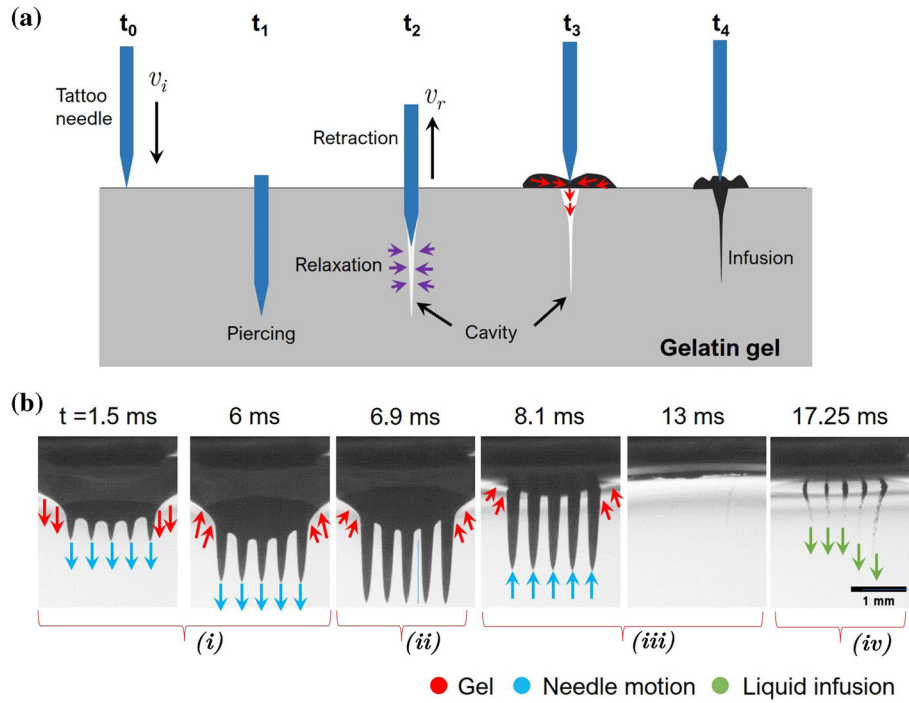 (a)
t0 t1 t2 t3 t4
Tattoo
needle
vi
Retraction
vr
Relaxation
Infusion
Piercing
Cavity
Gelatin gel
(b)
t =1.5 ms 6 ms 6.9 ms 8.1 ms 13 ms 17.25 ms
1 mm
(i) (ii) (iii) (iv)
Gel Needle motion Liquid infusion